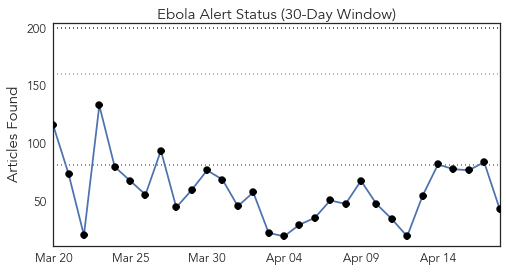 Ebola Alert Status (30-Day Window)
Articles Found
200
150
100
50
Mar 20 Mar 25 Mar 30 Apr 04 Apr 09 Apr 14